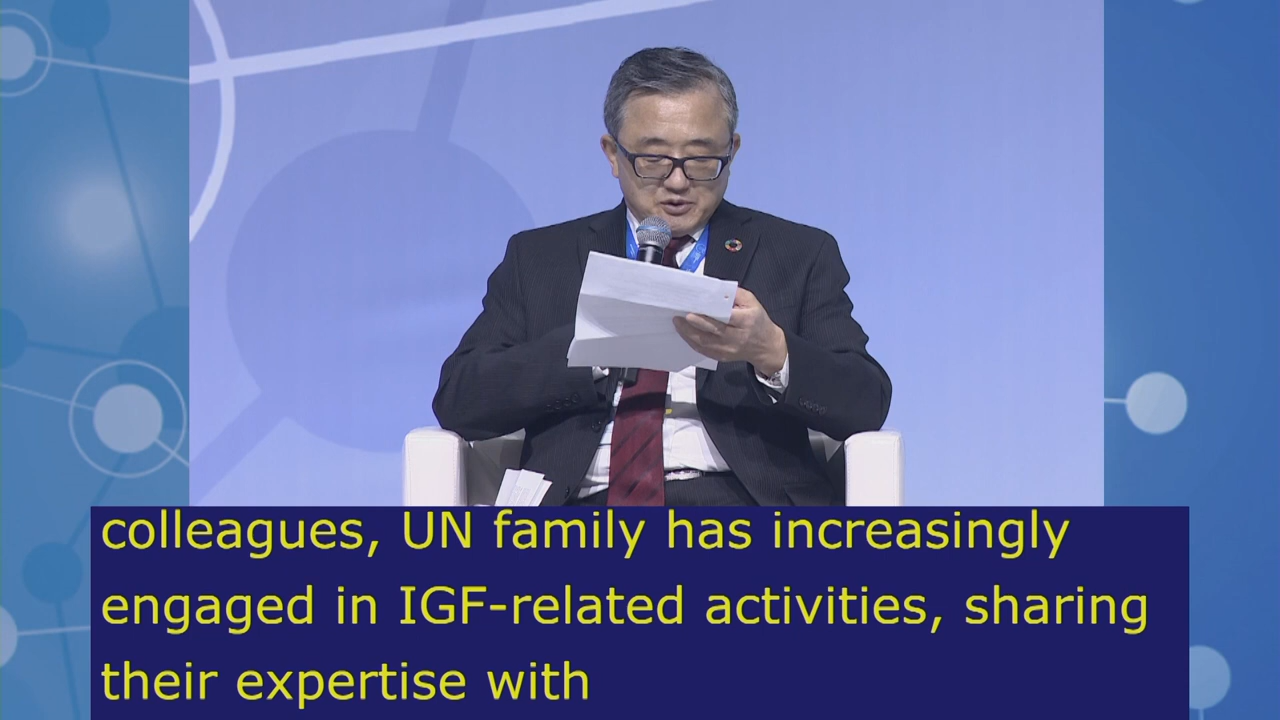 colleagues, UN family has increasingly
engaged in IGF-related activities, sharing
their expertise with